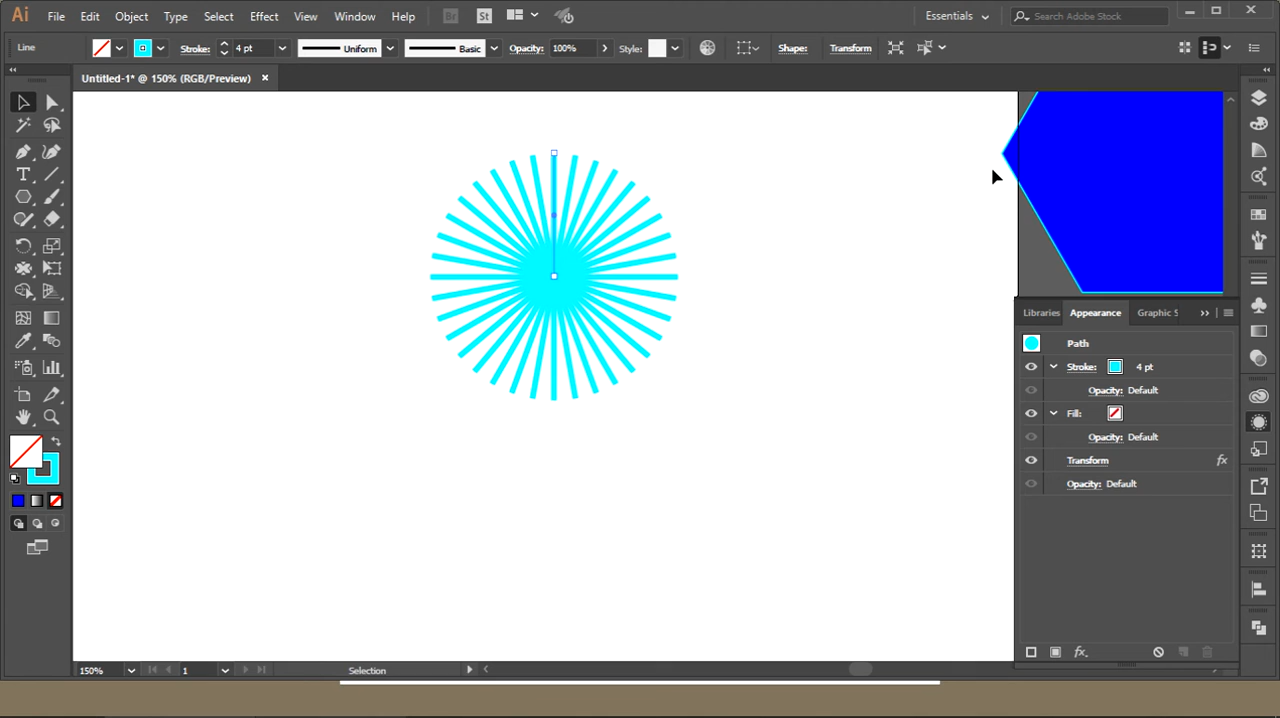 Ai File Edit Object Type Select Effect View Window Help Br St Essentials Search Adobe Stock
Line Stroke: 4 pt Uniform Basic Opacity: 100% Style: Shape: Transform
Untitled-1* @ 150% (RGB/Preview) ×
Libraries Appearance Graphic S
Path
Stroke: 4 pt
Opacity: Default
Fill:
Opacity: Default
Transform fx
Opacity: Default
fx.
150% 1 Selection